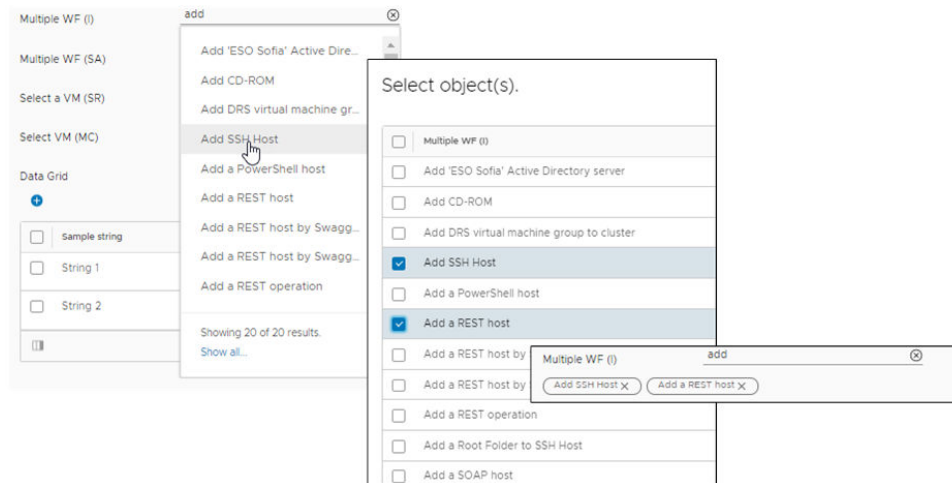 Multiple WF (I)
add
Multiple WF (SA)
Select a VM (SR)
Select VM (MC)
Data Grid
Sample string
String 1
String 2
Add 'ESO Sofia' Active Dire...
Add CD-ROM
Add DRS virtual machine gr...
Add SSH Host
Add a PowerShell host
Add a REST host
Add a REST host by Swagg...
Add a REST host by Swagg...
Add a REST operation
Showing 20 of 20 results.
Show all...
Select object(s).
Multiple WF (I)
Add 'ESO Sofia' Active Directory server
Add CD-ROM
Add DRS virtual machine group to cluster
Add SSH Host
Add a PowerShell host
Add a REST host
Add a REST host by
Add a REST host by
Add a REST operation
Add a Root Folder to SSH Host
Add a SOAP host
Multiple WF (I)
add
Add SSH Host
Add a REST host